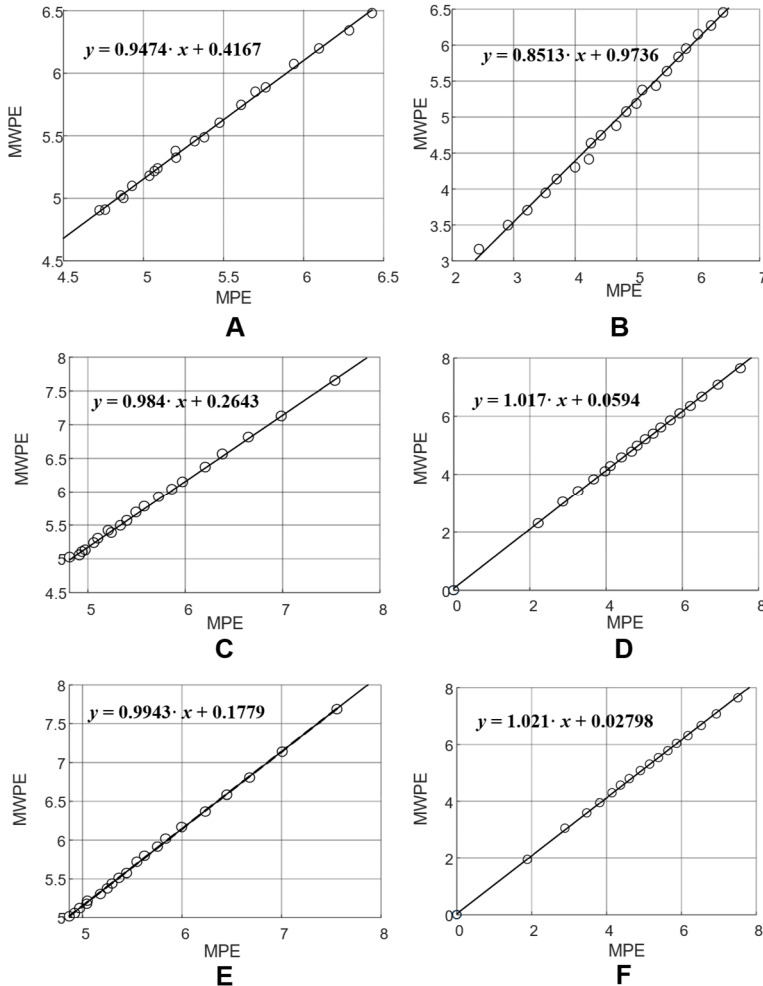 6.5
6
5.5
5
4.5
4.5
5
5.5
6
6.5
MWPE
MPE
y = 0.9474· x + 0.4167
A
6.5
6
5.5
5
4.5
4
3.5
3
2
3
4
5
6
7
MWPE
MPE
y = 0.8513· x + 0.9736
B
8
7.5
7
6.5
6
5.5
5
4.5
5
6
7
8
MWPE
MPE
y = 0.984· x + 0.2643
C
8
6
4
2
0
0
2
4
6
8
MWPE
MPE
y = 1.017· x + 0.0594
D
8
7.5
7
6.5
6
5.5
5
5
6
7
8
MWPE
MPE
y = 0.9943· x + 0.1779
E
8
6
4
2
0
0
2
4
6
8
MWPE
MPE
y = 1.021· x + 0.02798
F